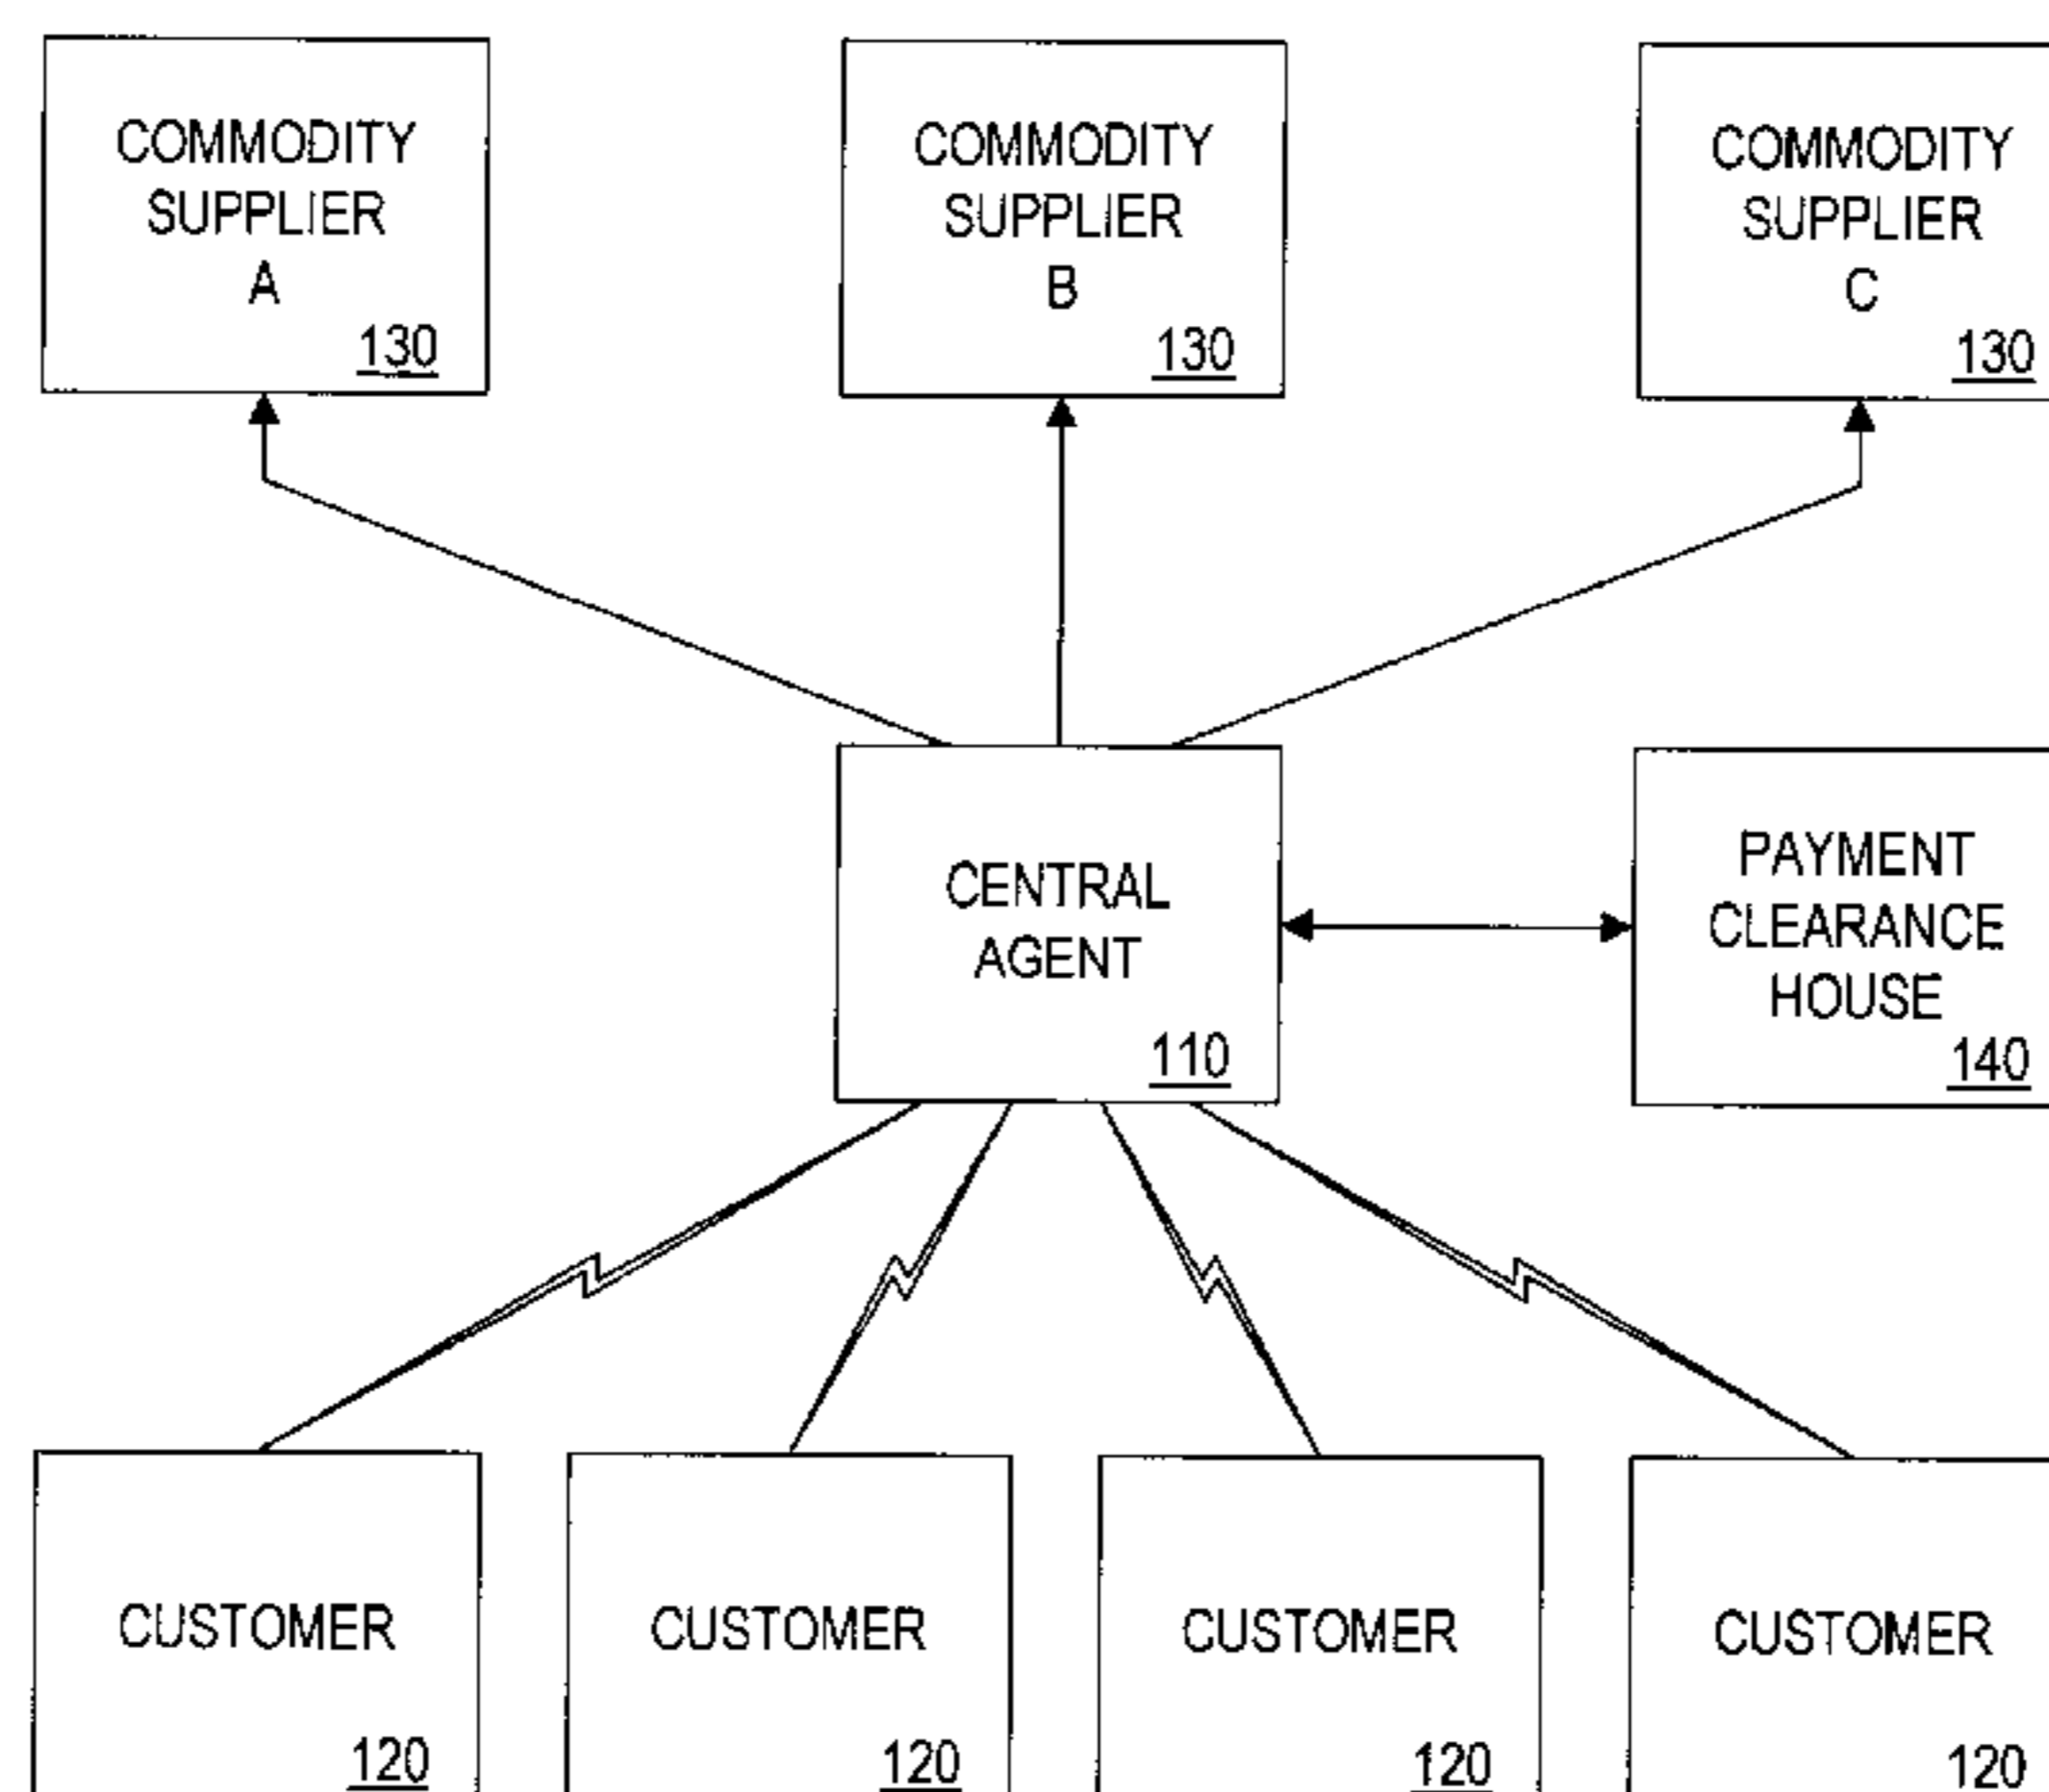 COMMODITY
SUPPLIER
A
130
COMMODITY
SUPPLIER
B
130
COMMODITY
SUPPLIER
C
130
CENTRAL
AGENT
110
PAYMENT
CLEARANCE
HOUSE
140
CUSTOMER
120
CUSTOMER
120
CUSTOMER
120
CUSTOMER
120